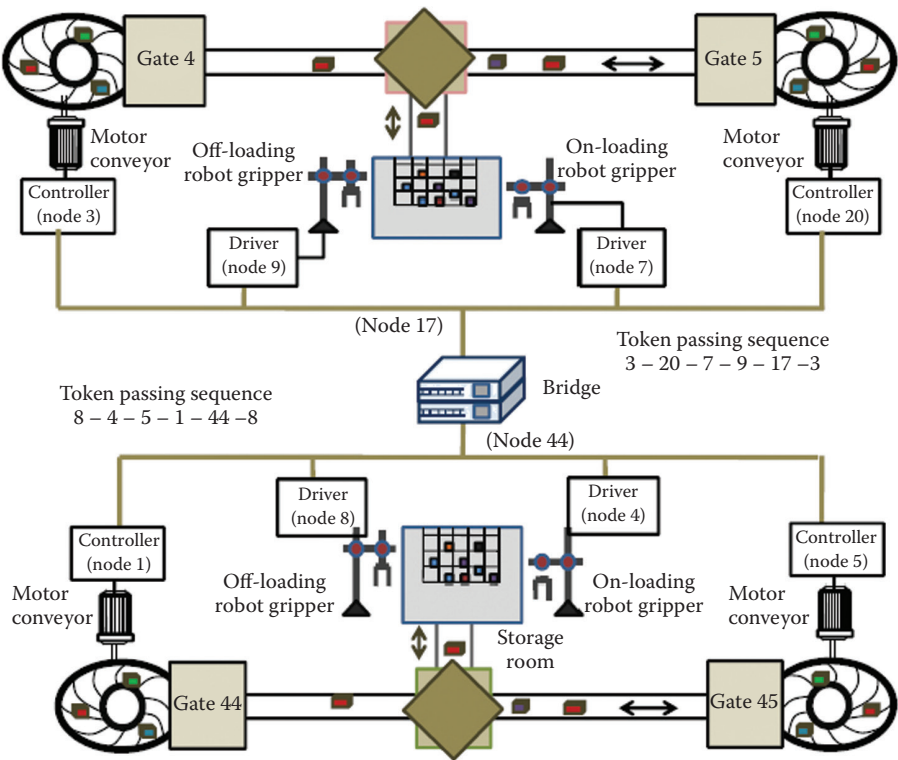 Gate 4
Gate 5
Motor
conveyor
Off-loading
robot gripper
On-loading
robot gripper
Motor
conveyor
Controller
(node 3)
Controller
(node 20)
Driver
(node 9)
Driver
(node 7)
(Node 17)
Token passing sequence
3 – 20 – 7 – 9 – 17 –3
Bridge
Token passing sequence
8 – 4 – 5 – 1 – 44 –8
(Node 44)
Driver
(node 8)
Driver
(node 4)
Controller
(node 1)
Controller
(node 5)
Motor
conveyor
Off-loading
robot gripper
On-loading
robot gripper
Motor
conveyor
Storage
room
Gate 44
Gate 45